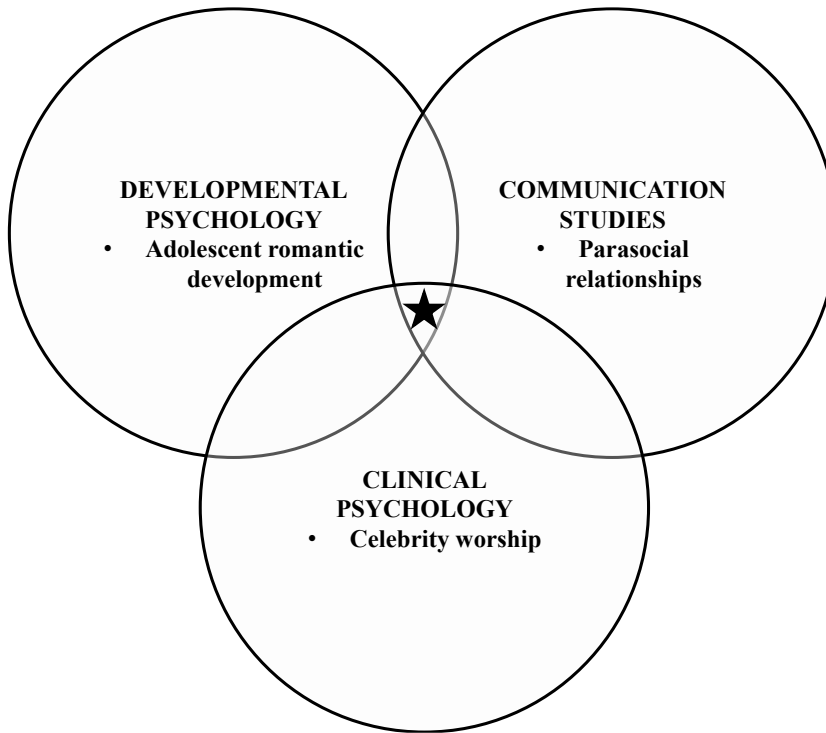 DEVELOPMENTAL
PSYCHOLOGY
• Adolescent romantic
development
COMMUNICATION
STUDIES
• Parasocial
relationships
CLINICAL
PSYCHOLOGY
• Celebrity worship